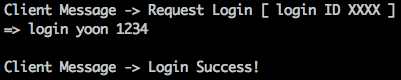 Client Message -> Request Login [ login ID XXXX ]
=> login yoon 1234
Client Message -> Login Success!